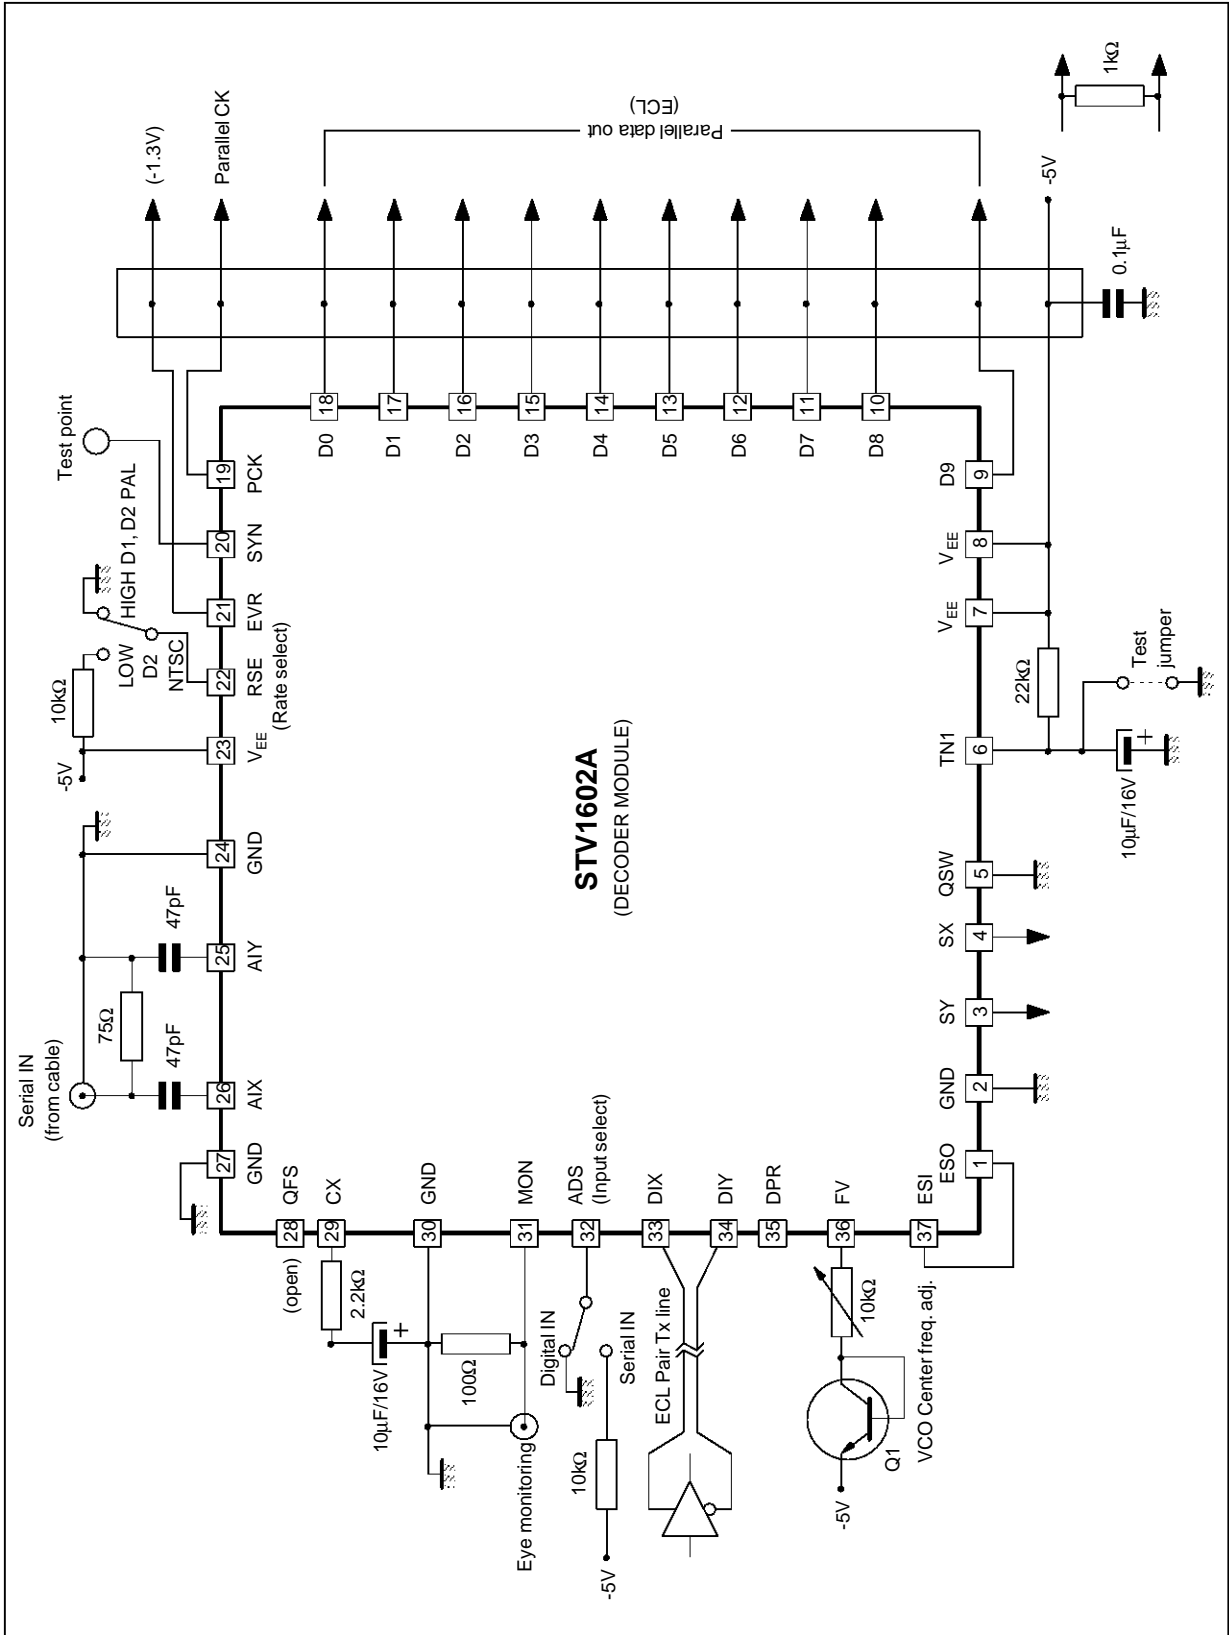 Serial IN
(from cable)
75Ω
47pF
47pF
-5V
10kΩ
LOW
D2
NTSC
HIGH D1, D2 PAL
Test point
(-1.3V)
Parallel CK
27
GND
26
AIX
25
AIY
24
GND
23
VEE
22
RSE
(Rate select)
21
EVR
20
SYN
19
PCK
28
QFS
(open)
29
CX
2.2kΩ
10µF/16V
+
30
GND
100Ω
31
MON
Eye monitoring
32
ADS
(Input select)
Digital IN
Serial IN
10kΩ
-5V
33
DIX
34
DIY
ECL Pair Tx line
35
DPR
36
FV
10kΩ
Q1
-5V
VCO Center freq. adj.
37
ESI
STV1602A
(DECODER MODULE)
18
D0
17
D1
16
D2
15
D3
14
D4
13
D5
12
D6
11
D7
10
D8
Parallel data out
(ECL)
1
ESO
2
GND
3
SY
4
SX
5
QSW
6
TN1
7
VEE
8
VEE
9
D9
10µF/16V
+
22kΩ
Test
jumper
0.1µF
-5V
1kΩ